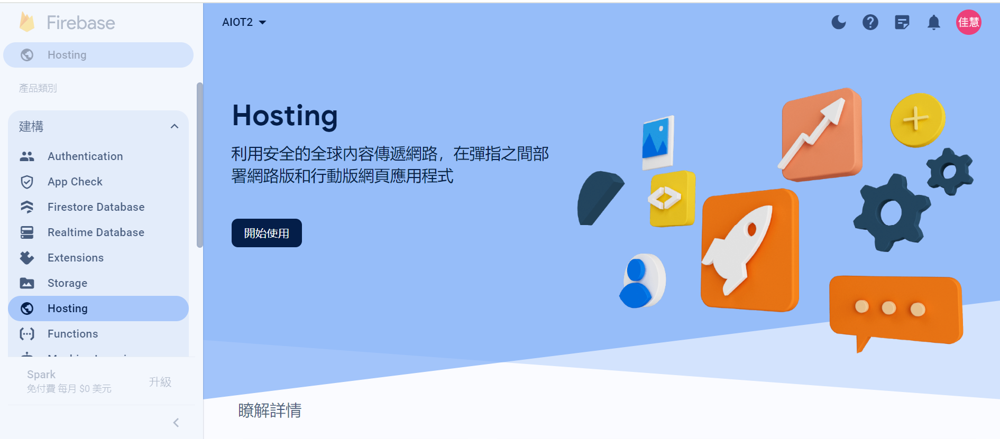 Firebase
Hosting
產品類別
建構
Authentication
App Check
Firestore Database
Realtime Database
Extensions
Storage
Hosting
Functions
Spark
免付費 每月 $0 美元
升級
AIOT2
佳慧
Hosting
利用安全的全球內容傳遞網路，在彈指之間部
署網路版和行動版網頁應用程式
開始使用
瞭解詳情